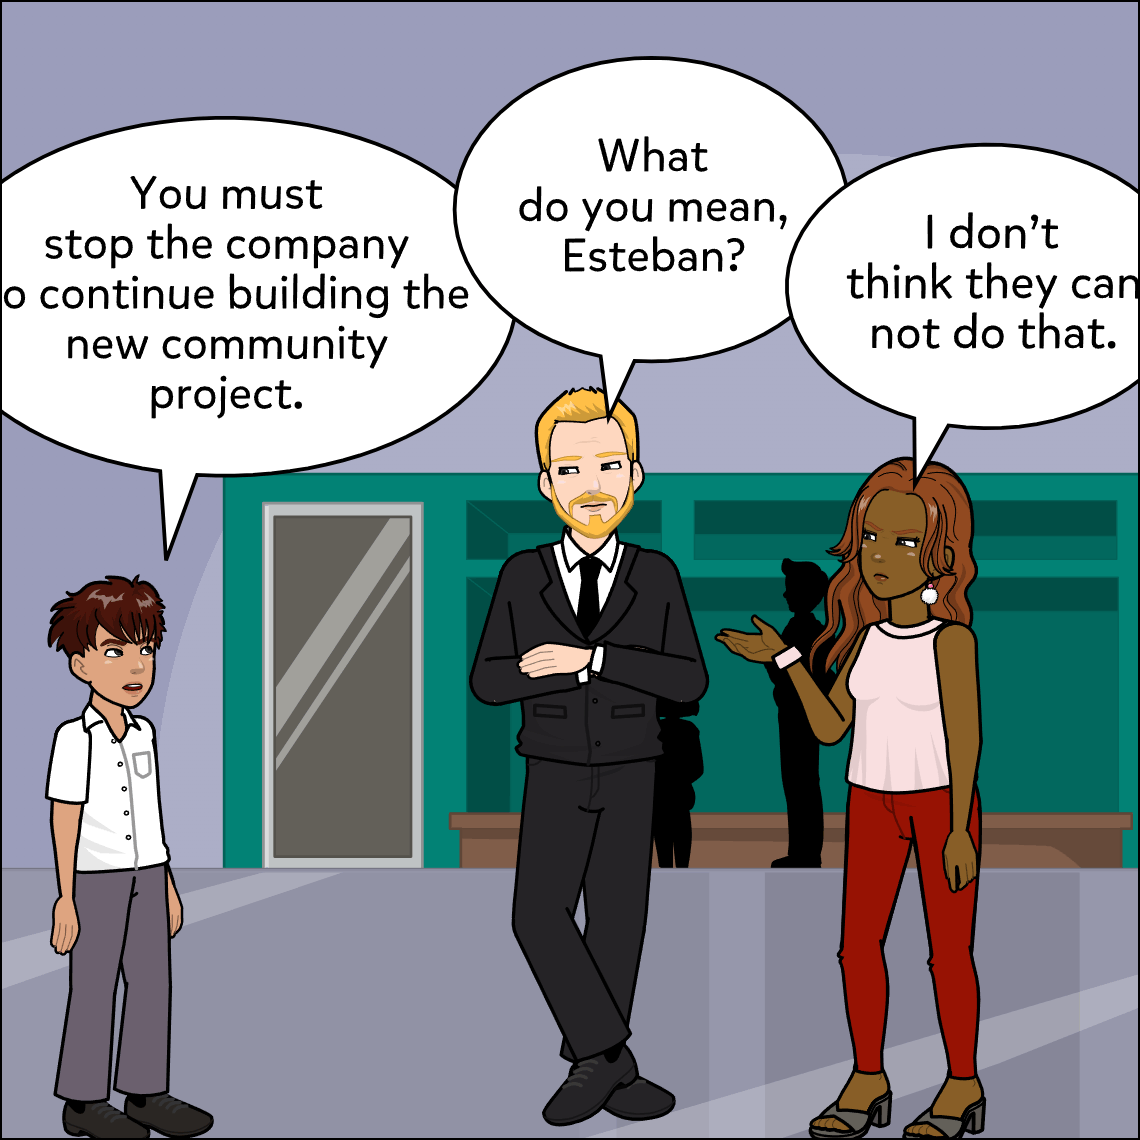 You must
stop the company
o continue building the
new community
project.
What
do you mean,
Esteban?
I don't
think they can
not do that.